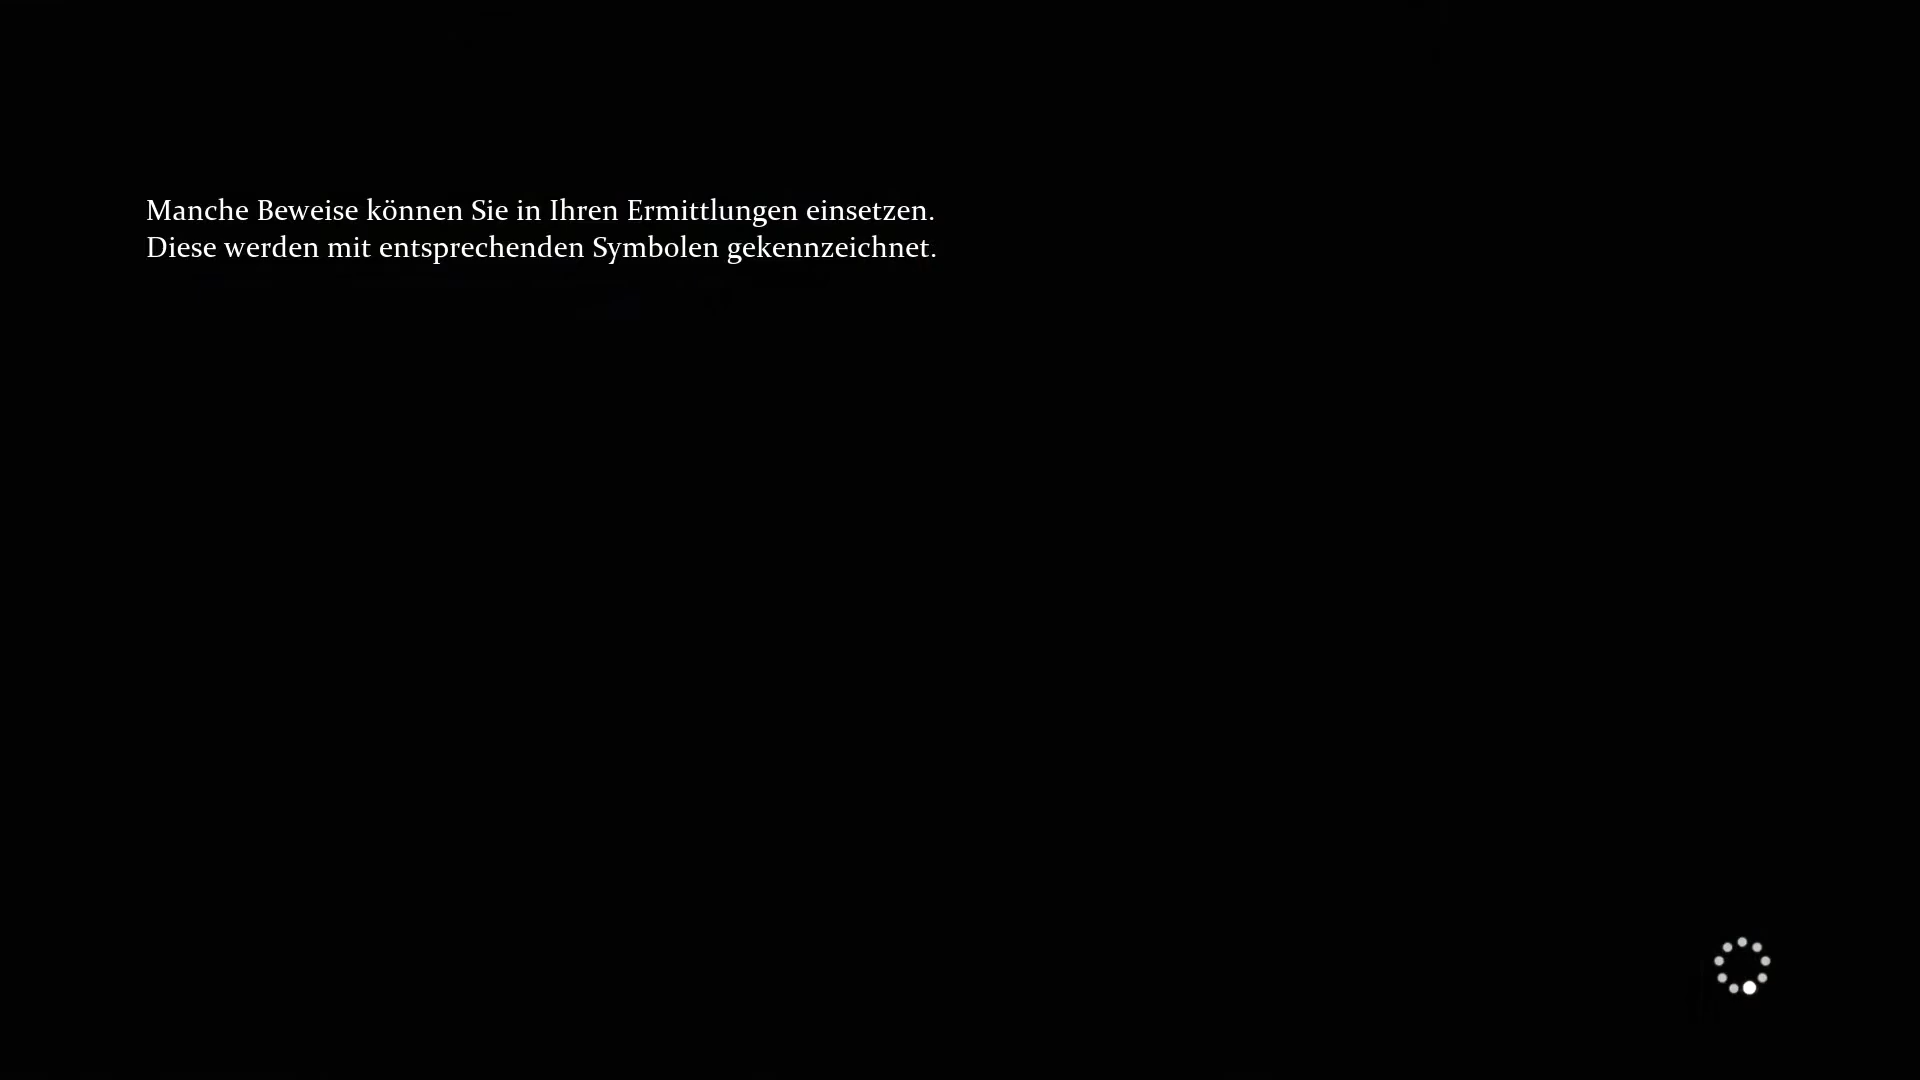 Manche Beweise können Sie in Ihren Ermittlungen einsetzen.
Diese werden mit entsprechenden Symbolen gekennzeichnet.